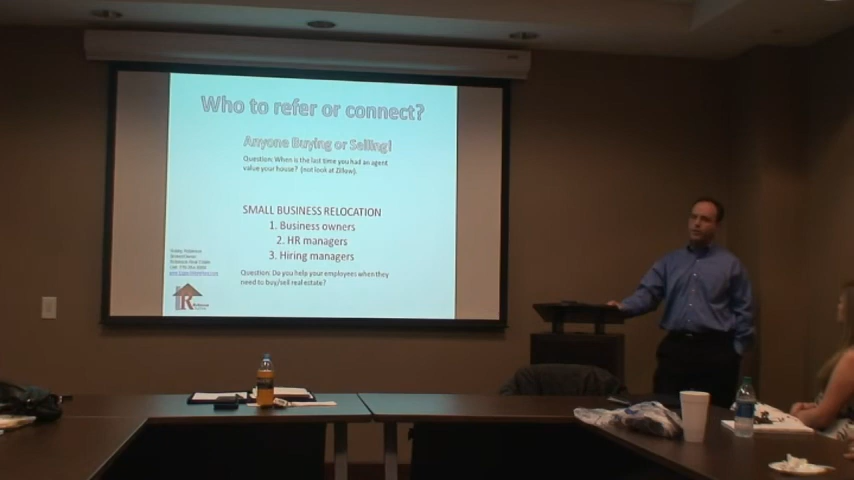 Who to refer or connect?
Anyone Buying or Selling!
Question: When is the last time you had an agent
value your house? (not look at Zillow).
SMALL BUSINESS RELOCATION
1. Business owners
2. HR managers
3. Hiring managers
Question: Do you help your employees when they
need to buy/sell real estate?
R